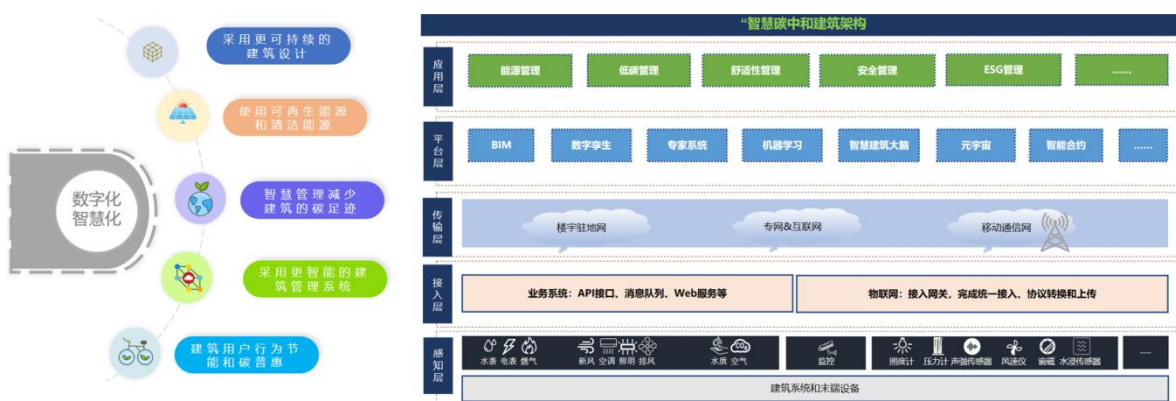 采用更可持续的
建筑设计
使用可再生能源
和清洁能源
数字化
智慧化
智慧管理减少
建筑的碳足迹
采用更智能的建
筑管理系统
建筑用户行为节
能和碳普惠
“智慧碳中和建筑架构
应用层
能源管理 低碳管理 舒适性管理 安全管理 ESG管理 ......
平台层
BIM 数字孪生 专家系统 机器学习 智慧建筑大脑 元宇宙 智能合约 ......
传输层
楼宇驻地网 专网&互联网 移动通信网
接入层
业务系统：API接口、消息队列、Web服务等 物联网：接入网关，完成统一接入、协议转换和上传
感知层
水表 电表 燃气 新风 空调 照明 排风 水质 空气 监控 照度计 压力计 声强传感器 风速仪 窗磁 水浸传感器 ......
CO2
建筑系统和末端设备